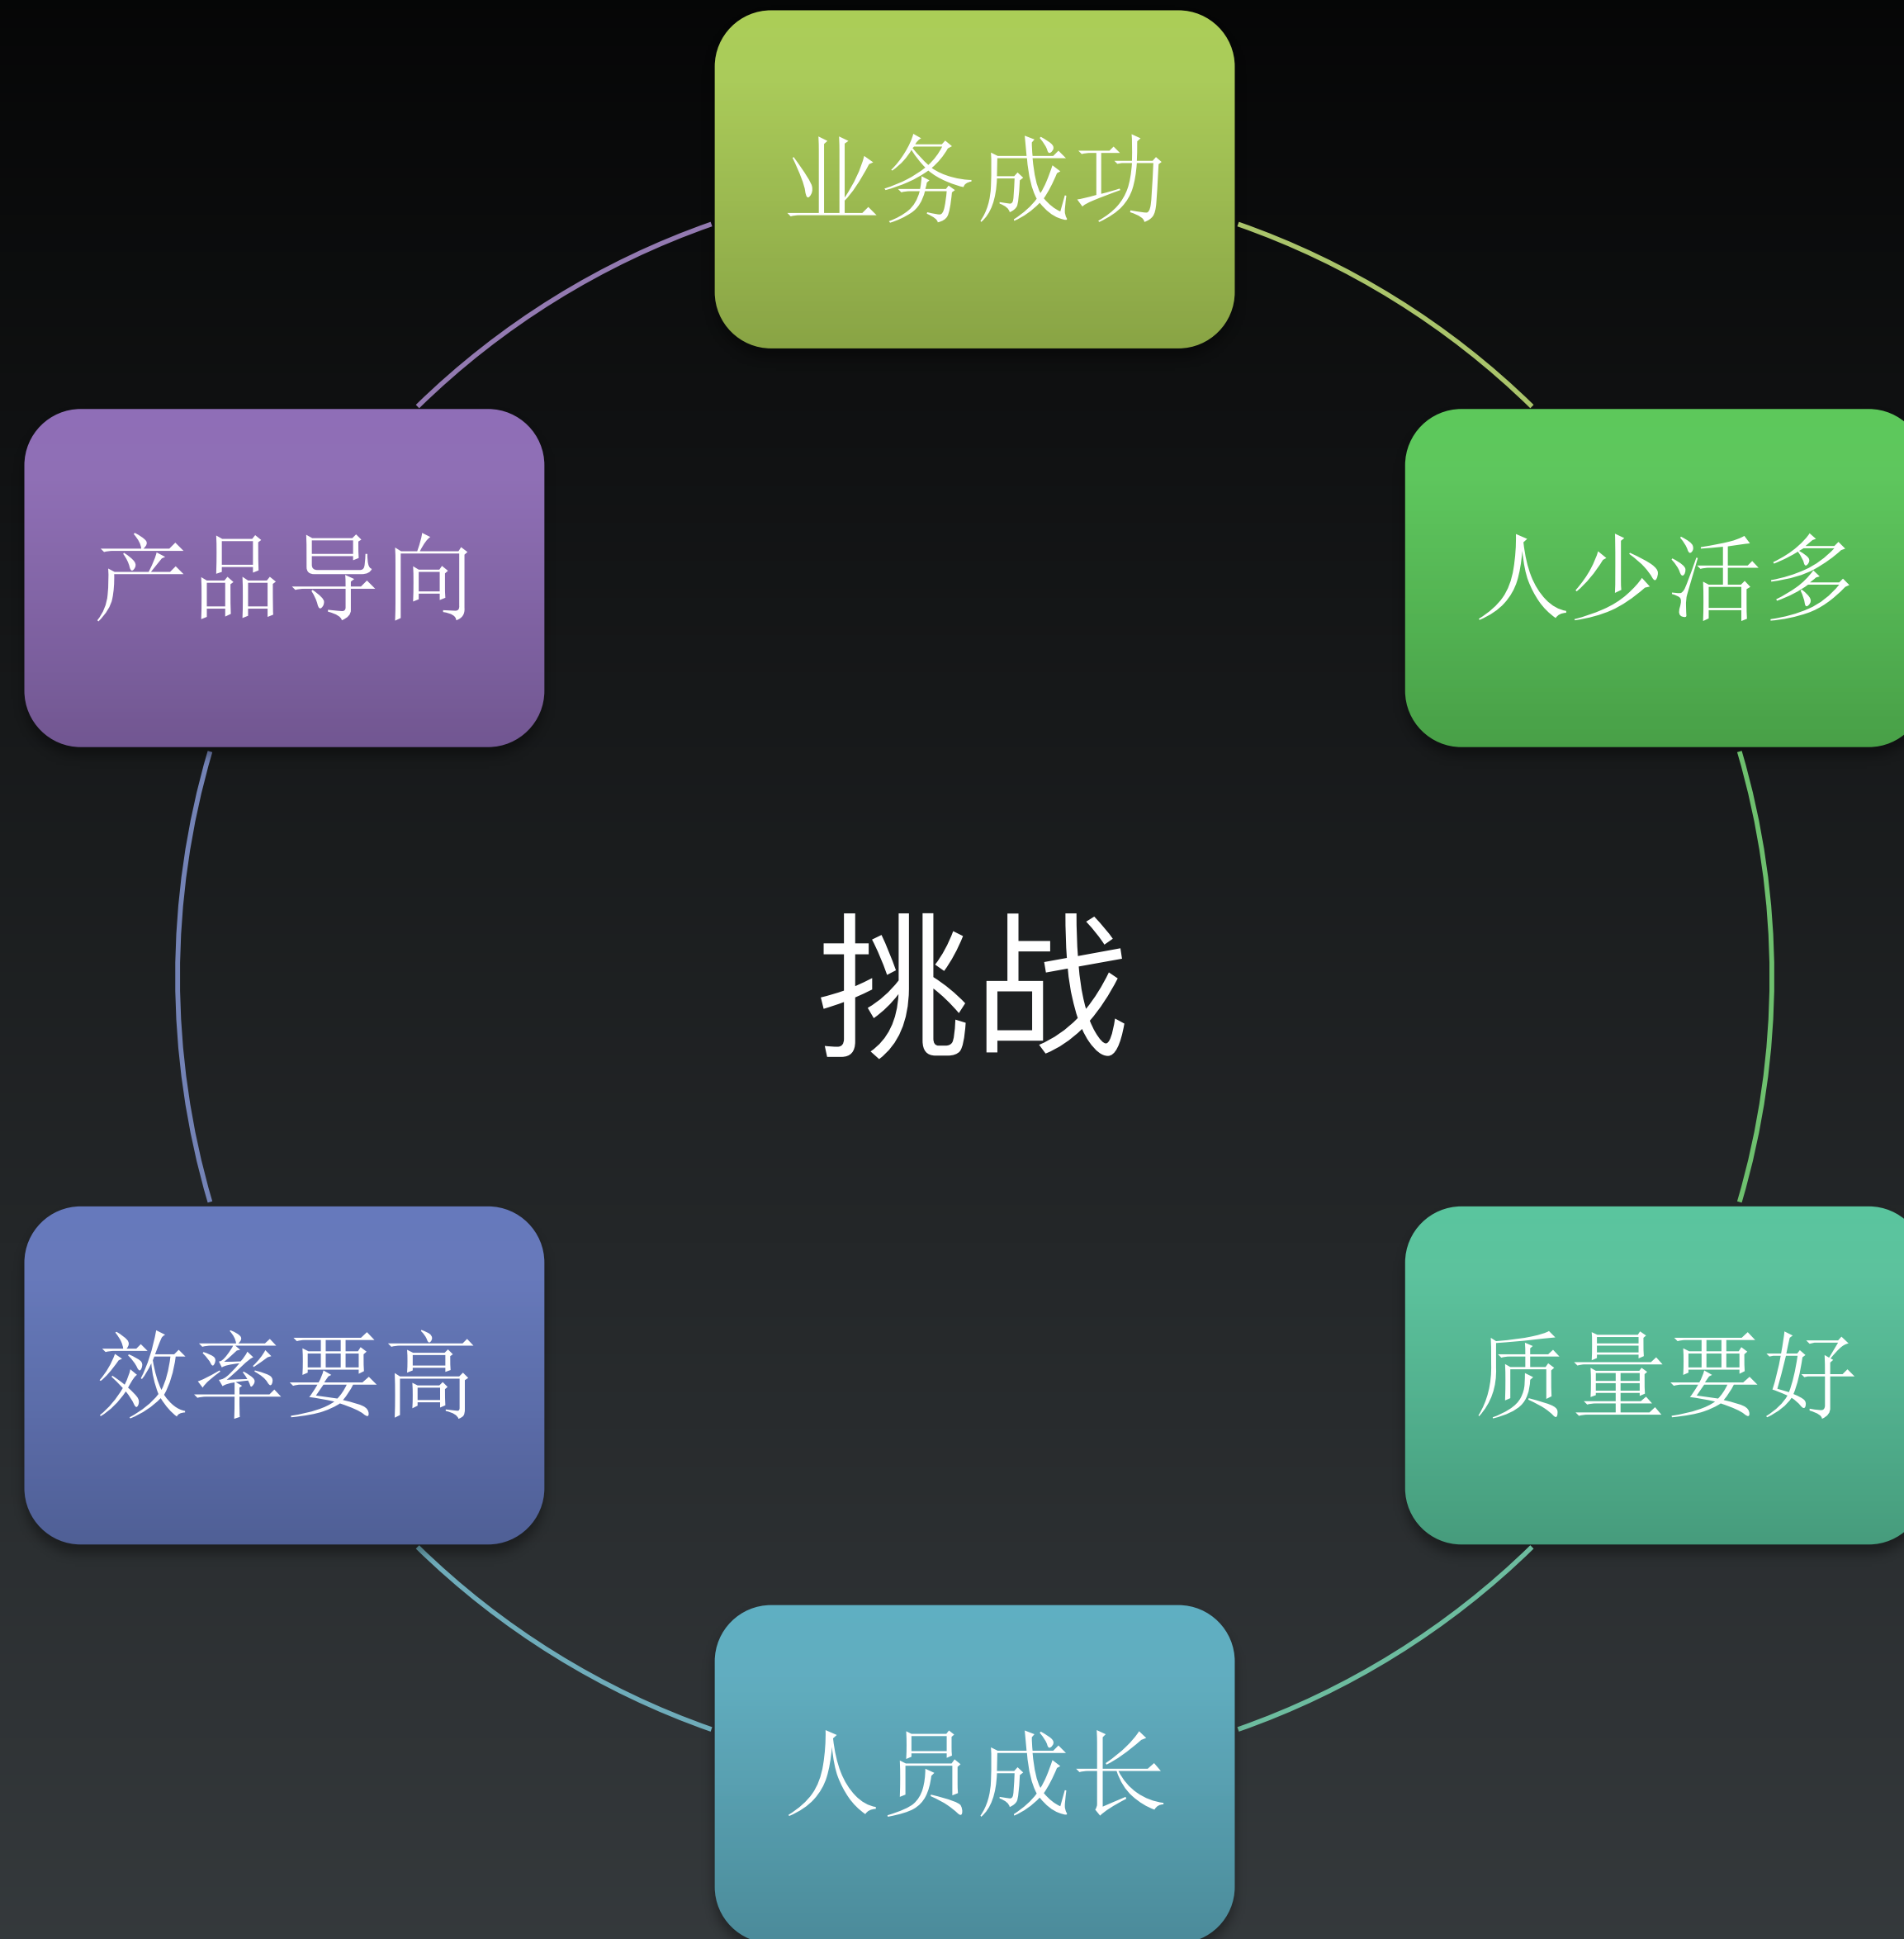 业务成功
产品导向
人少活多
挑战
效率要高
质量要好
人员成长